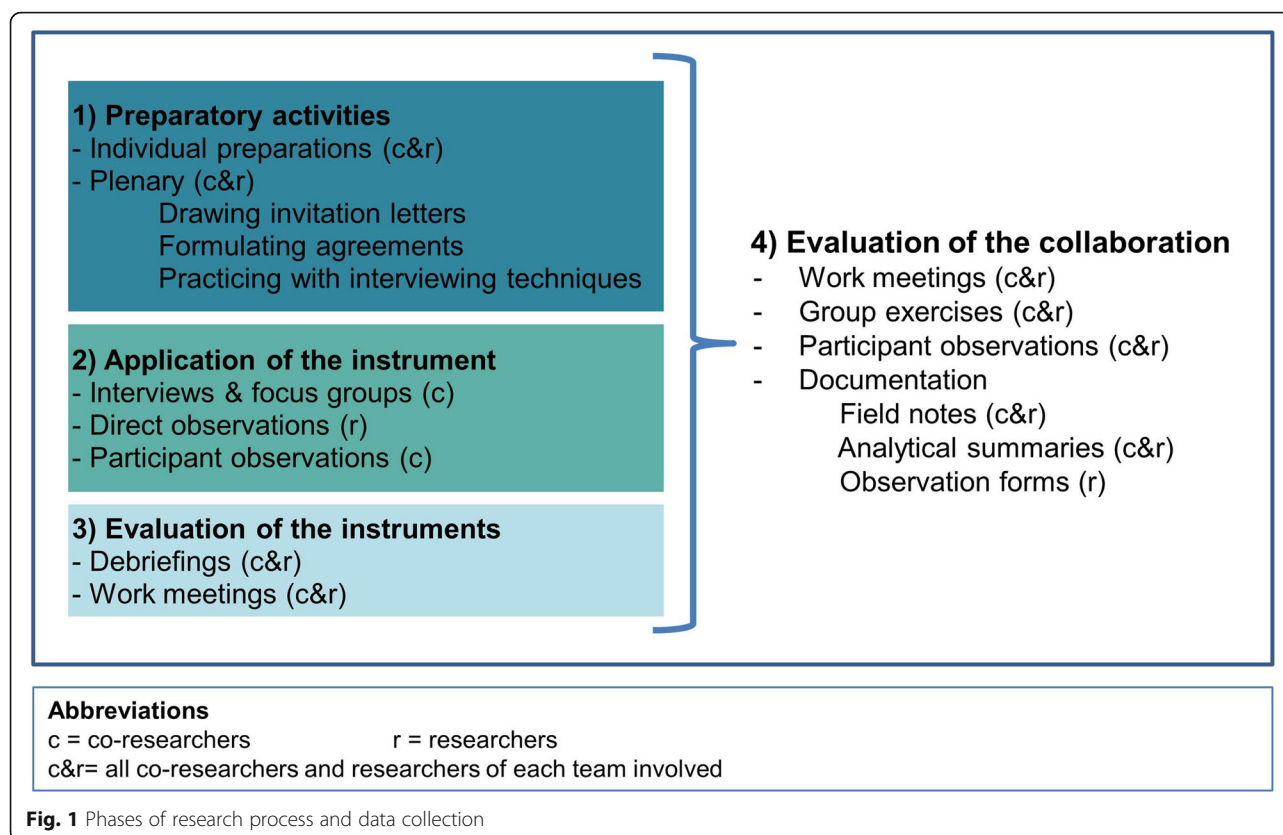 1) Preparatory activities
- Individual preparations (c&r)
- Plenary (c&r)
Drawing invitation letters
Formulating agreements
Practicing with interviewing techniques
2) Application of the instrument
- Interviews & focus groups (c)
- Direct observations (r)
- Participant observations (c)
3) Evaluation of the instruments
- Debriefings (c&r)
- Work meetings (c&r)
4) Evaluation of the collaboration
- Work meetings (c&r)
- Group exercises (c&r)
- Participant observations (c&r)
- Documentation
Field notes (c&r)
Analytical summaries (c&r)
Observation forms (r)
Abbreviations
c = co-researchers r = researchers
c&r= all co-researchers and researchers of each team involved
Fig. 1 Phases of research process and data collection